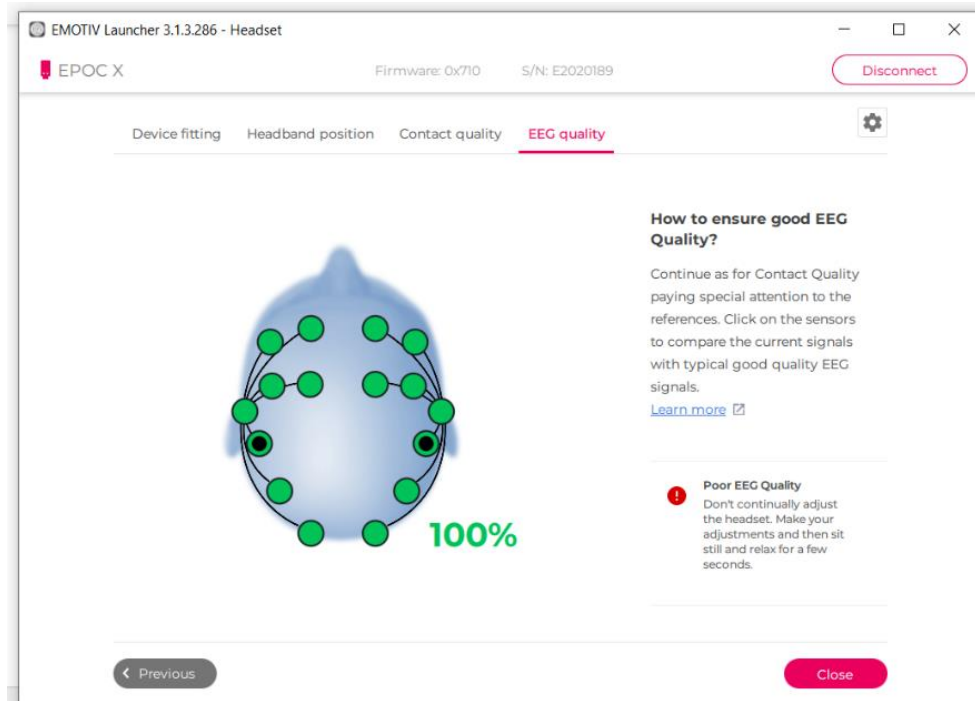 EMOTIV Launcher 3.1.3.286 - Headset
EPOC X
Firmware: 0x710
S/N: E2020189
Disconnect
Device fitting
Headband position
Contact quality
EEG quality
How to ensure good EEG
Quality?
Continue as for Contact Quality
paying special attention to the
references. Click on the sensors
to compare the current signals
with typical good quality EEG
signals.
Learn more
100%
Poor EEG Quality
Don't continually adjust
the headset. Make your
adjustments and then sit
still and relax for a few
seconds.
Previous
Close